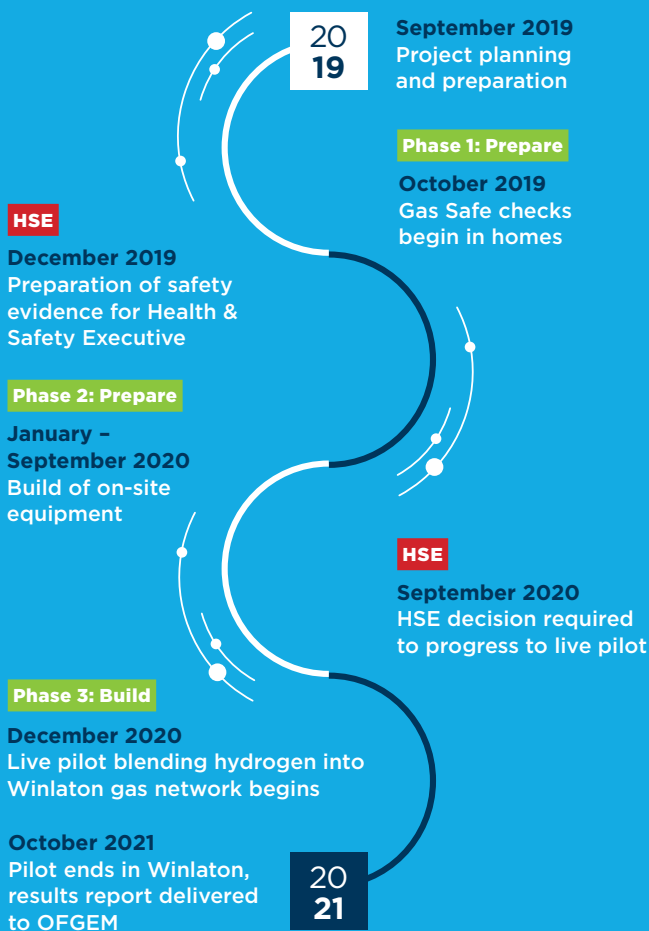 20
19
September 2019
Project planning
and preparation
Phase 1: Prepare
October 2019
Gas Safe checks
begin in homes
HSE
December 2019
Preparation of safety
evidence for Health &
Safety Executive
Phase 2: Prepare
January –
September 2020
Build of on-site
equipment
HSE
September 2020
HSE decision required
to progress to live pilot
Phase 3: Build
December 2020
Live pilot blending hydrogen into
Winlaton gas network begins
October 2021
Pilot ends in Winlaton,
results report delivered
to OFGEM
20
21